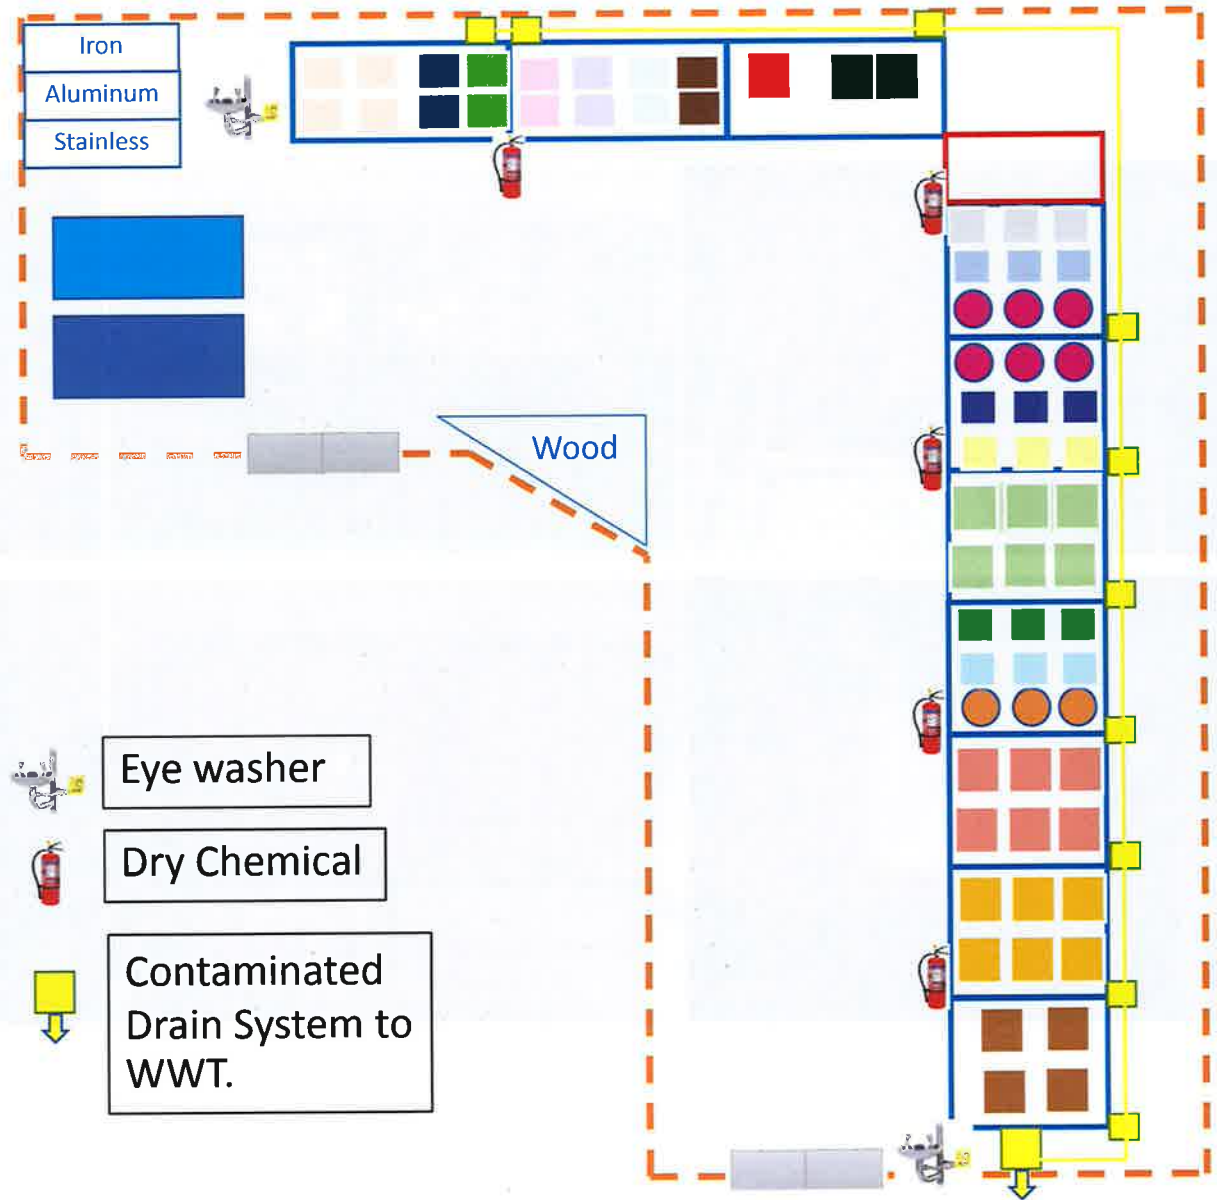 Iron
Aluminum
Stainless
Wood
Eye washer
Dry Chemical
Contaminated
Drain System to
WWT.